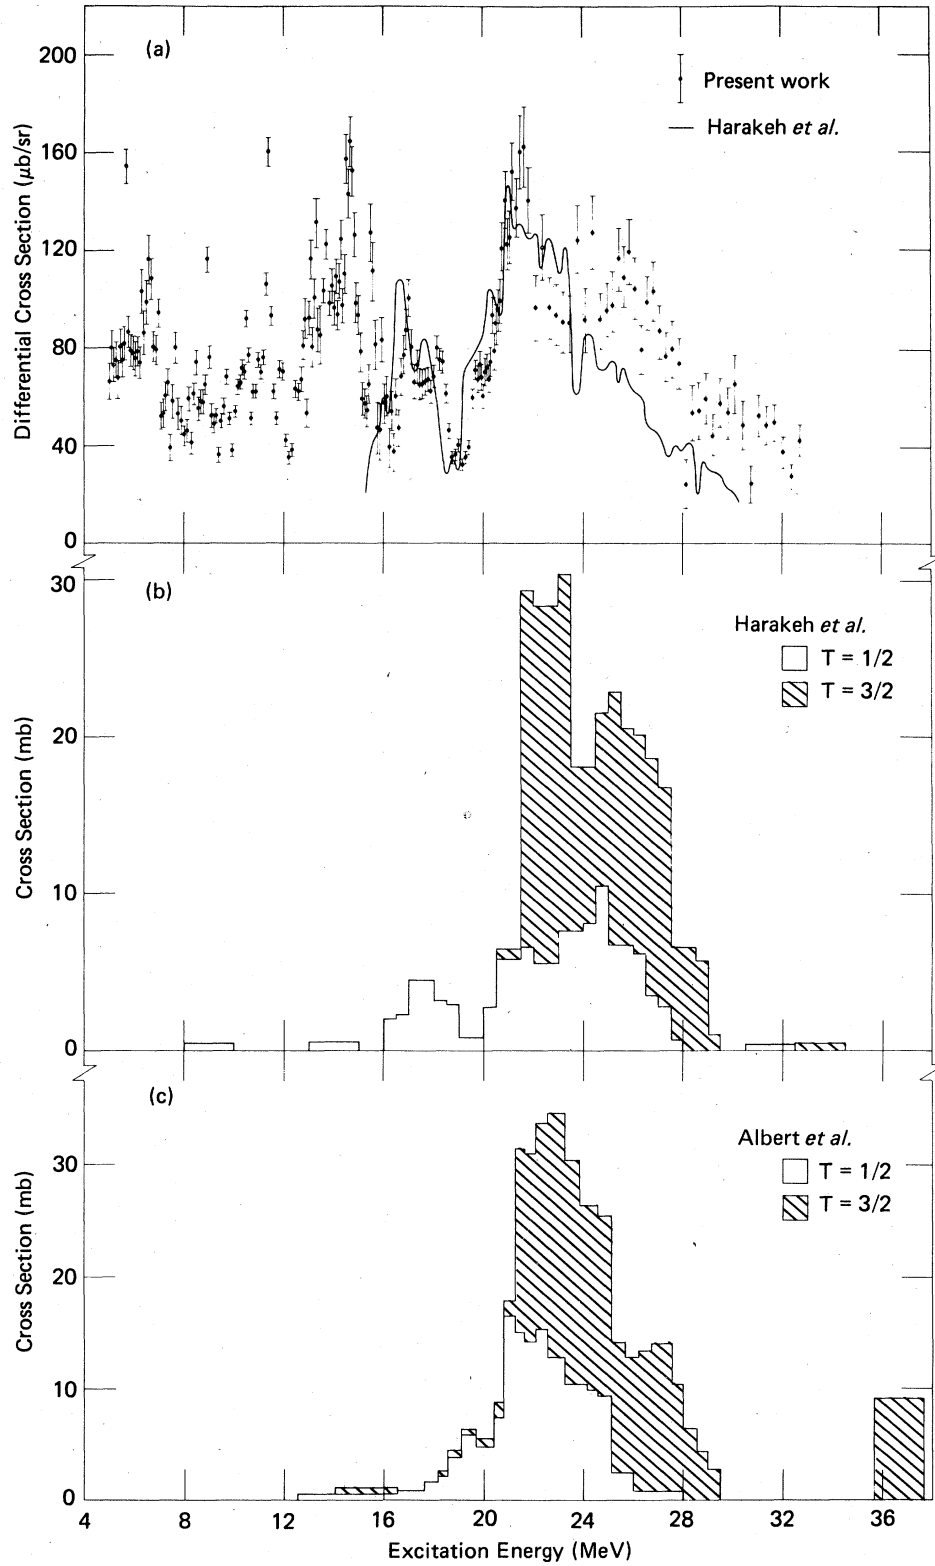 (a)
200
160
120
80
40
0
Differential Cross Section (μb/sr)
Present work
Harakeh et al.
(b)
30
20
10
0
Cross Section (mb)
Harakeh et al.
T = 1/2
T = 3/2
(c)
30
20
10
0
Cross Section (mb)
Albert et al.
T = 1/2
T = 3/2
4 8 12 16 20 24 28 32 36
Excitation Energy (MeV)